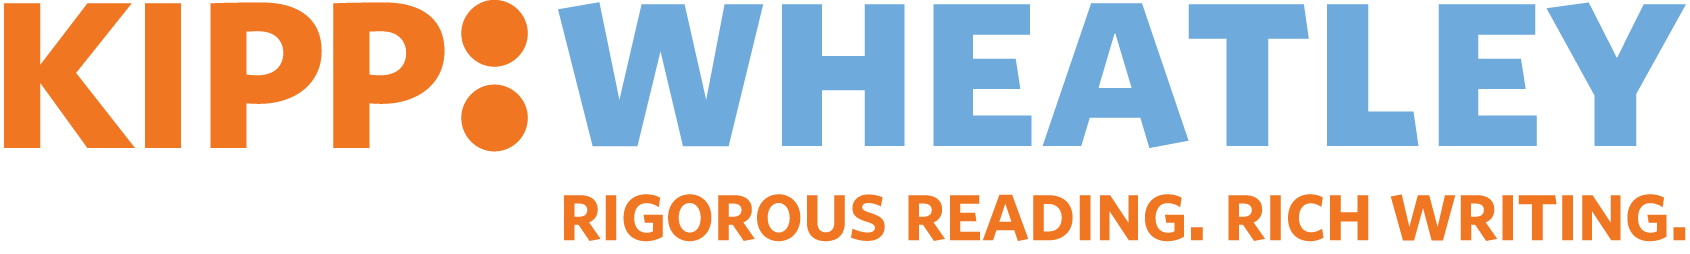 KIPP:WHEATLEY
RIGOROUS READING. RICH WRITING.